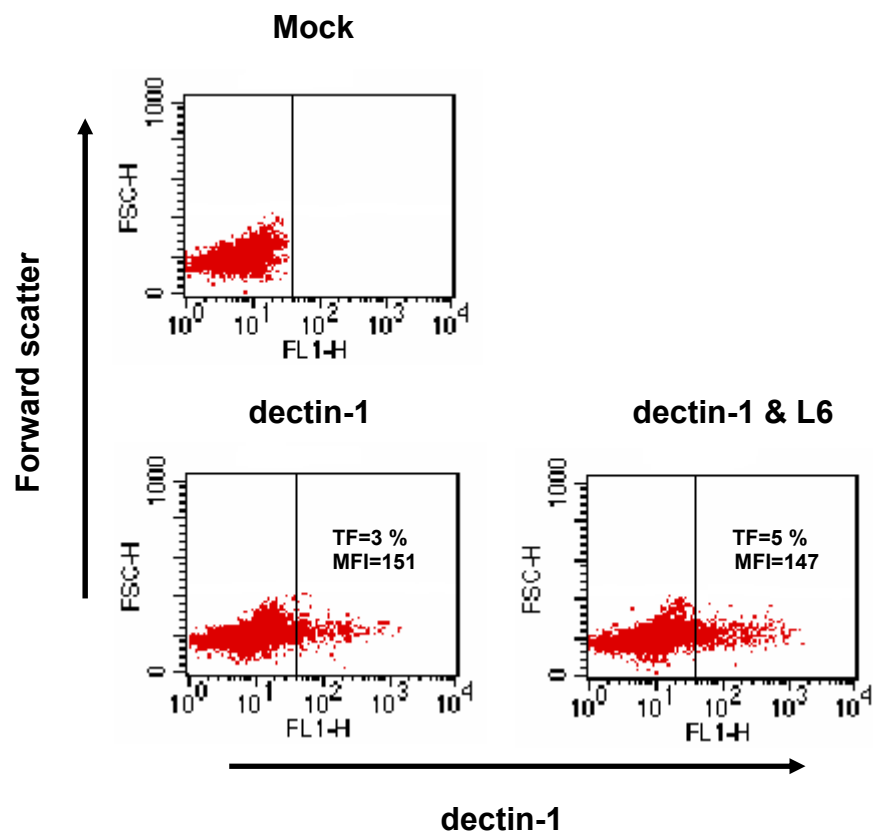 Mock
1000
FSC-H
0
10^0 10^1 10^2 10^3 10^4
FL1-H
Forward scatter
dectin-1
1000
FSC-H
0
TF=3 %
MFI=151
10^0 10^1 10^2 10^3 10^4
FL1-H
dectin-1 & L6
1000
FSC-H
0
TF=5 %
MFI=147
10^0 10^1 10^2 10^3 10^4
FL1-H
dectin-1